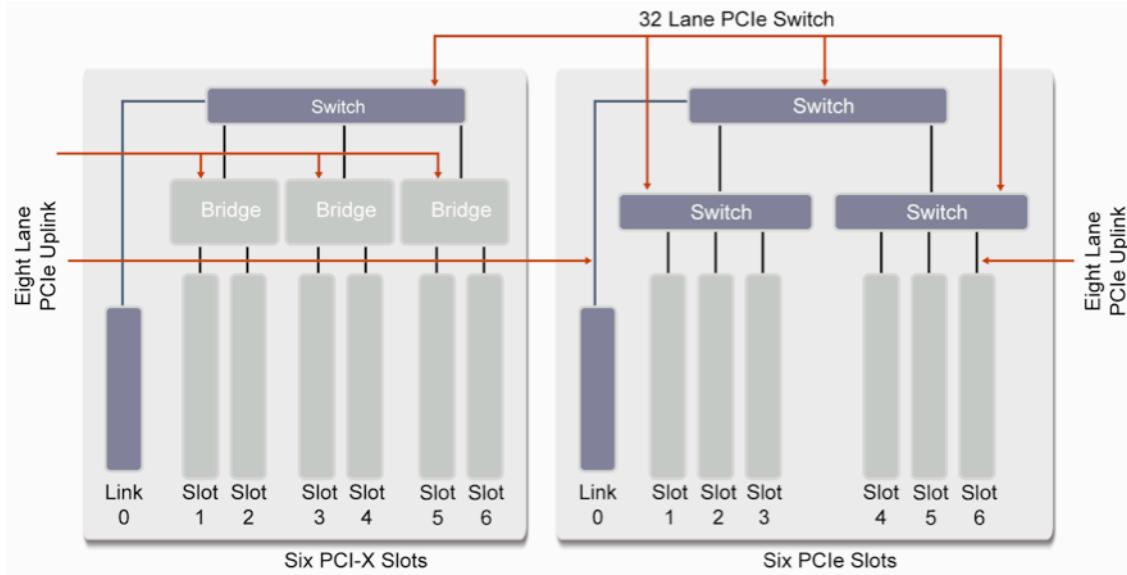 32 Lane PCIe Switch
Switch
Bridge
Bridge
Bridge
Eight Lane
PCIe Uplink
Link
0
Slot
1
Slot
2
Slot
3
Slot
4
Slot
5
Slot
6
Six PCI-X Slots
Switch
Switch
Switch
Eight Lane
PCIe Uplink
Link
0
Slot
1
Slot
2
Slot
3
Slot
4
Slot
5
Slot
6
Six PCIe Slots